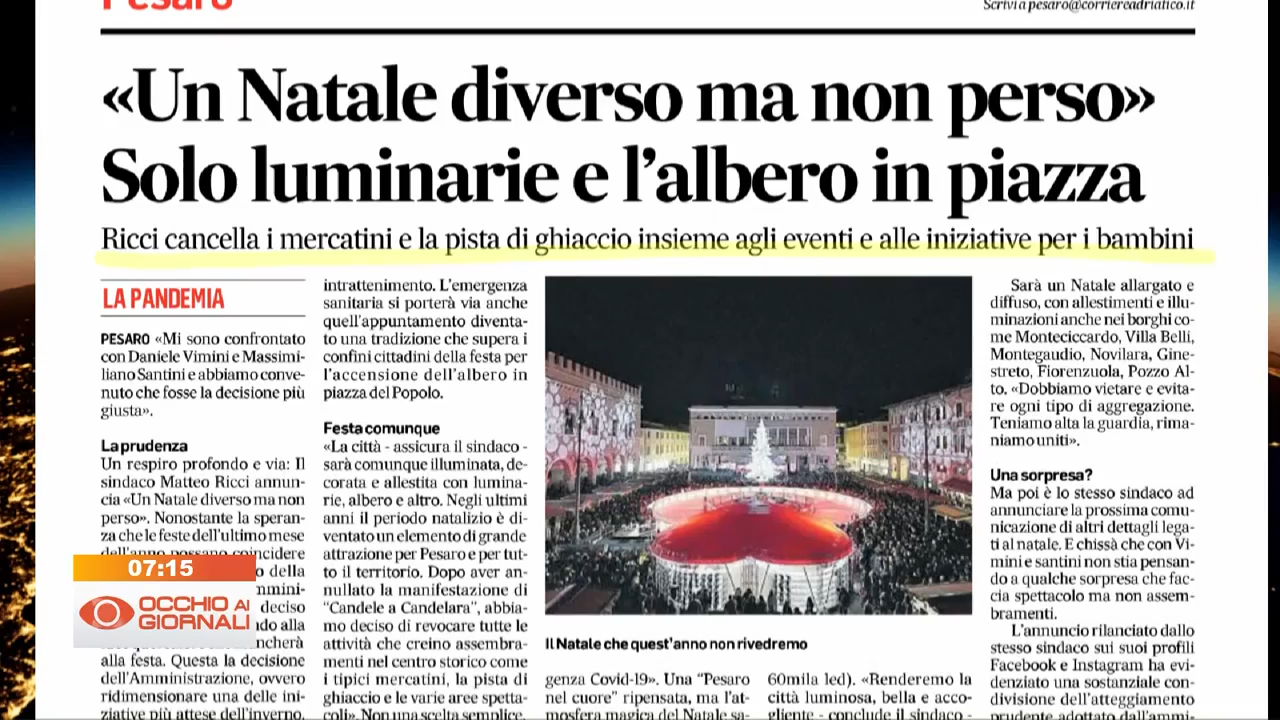 Pesaro
Scrivi a pesaro@corriereadriatico.it
«Un Natale diverso ma non perso»
Solo luminarie e l'albero in piazza
Ricci cancella i mercatini e la pista di ghiaccio insieme agli eventi e alle iniziative per i bambini
LA PANDEMIA
PESARO «Mi sono confrontato
con Daniele Vimini e Massimi-
liano Santini e abbiamo conve-
nuto che fosse la decisione più
giusta».
La prudenza
Un respiro profondo e via: Il
sindaco Matteo Ricci annun-
cia «Un Natale diverso ma non
perso». Nonostante la speran-
za che le feste dell'ultimo mese
dell'anno possano coincidere
o della
mmini-
deciso
do alla
ncherà
alla festa. Questa la decisione
dell'Amministrazione, ovvero
ridimensionare una delle ini-
ziative più attese dell'inverno,
07:15
OCCHIO AI
GIORNALI
intrattenimento. L'emergenza
sanitaria si porterà via anche
quell'appuntamento diventa-
to una tradizione che supera i
confini cittadini della festa per
l'accensione dell'albero in
piazza del Popolo.
Festa comunque
«La città - assicura il sindaco -
sarà comunque illuminata, de-
corata e allestita con lumina-
rie, albero e altro. Negli ultimi
anni il periodo natalizio è di-
ventato un elemento di grande
attrazione per Pesaro e per tut-
to il territorio. Dopo aver an-
nullato la manifestazione di
"Candele a Candelara", abbia-
mo deciso di revocare tutte le
attività che creino assembra-
menti nel centro storico come
i tipici mercatini, la pista di
ghiaccio e le varie aree spetta-
coli». Non una scelta semplice,
Il Natale che quest'anno non rivedremo
genza Covid-19». Una "Pesaro
nel cuore" ripensata, ma l'at-
mosfera magica del Natale sa-
60mila led). «Renderemo la
città luminosa, bella e acco-
gliente - conclude il sindaco -
Sarà un Natale allargato e
diffuso, con allestimenti e illu-
minazioni anche nei borghi co-
me Monteciccardo, Villa Belli,
Montegaudio, Novilara, Gine-
streto, Fiorenzuola, Pozzo Al-
to. «Dobbiamo vietare e evita-
re ogni tipo di aggregazione.
Teniamo alta la guardia, rima-
niamo uniti».
Una sorpresa?
Ma poi è lo stesso sindaco ad
annunciare la prossima comu-
nicazione di altri dettagli lega-
ti al natale. E chissà che con Vi-
mini e santini non stia pensan-
do a qualche sorpresa che fac-
cia spettacolo ma non assem-
bramenti.
L'annuncio rilanciato dallo
stesso sindaco sui suoi profili
Facebook e Instagram ha evi-
denziato una sostanziale con-
divisione dell'atteggiamento
prudente adottato dall'ammi-